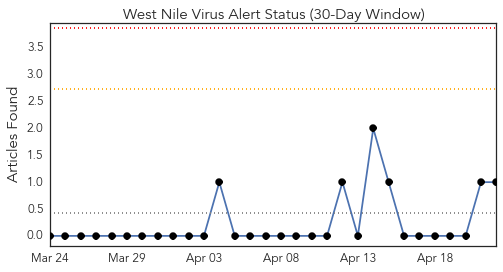 West Nile Virus Alert Status (30-Day Window)
Articles Found
3.5
3.0
2.5
2.0
1.5
1.0
0.5
0.0
Mar 24 Mar 29 Apr 03 Apr 08 Apr 13 Apr 18